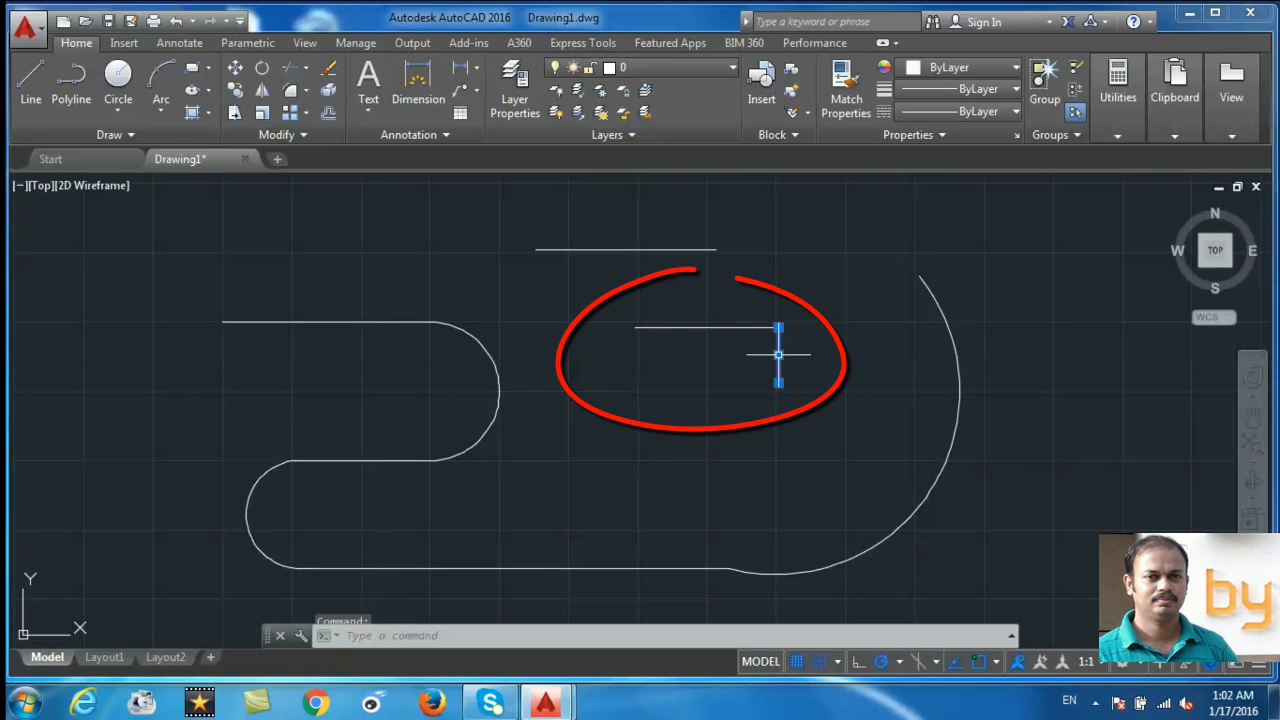 Autodesk AutoCAD 2016 Drawing1.dwg
Type a keyword or phrase
Sign In
Home Insert Annotate Parametric View Manage Output Add-ins A360 Express Tools Featured Apps BIM 360 Performance
Line Polyline Circle Arc
Text Dimension
Layer Properties
0
Insert
Match Properties
ByLayer
ByLayer
ByLayer
Group
Utilities Clipboard View
Draw Modify Annotation Layers Block Properties Groups
Start Drawing1*
[−][Top][2D Wireframe]
N
W TOP E
S
WCS
Y
X
by
Command:
Type a command
Model Layout1 Layout2
MODEL 1:1
EN
1:02 AM
1/17/2016